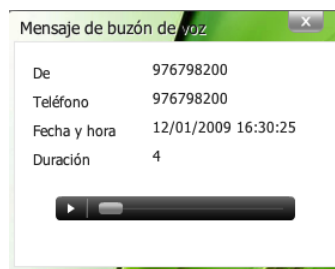 Mensaje de buzón de voz
De 976798200
Teléfono 976798200
Fecha y hora 12/01/2009 16:30:25
Duración 4